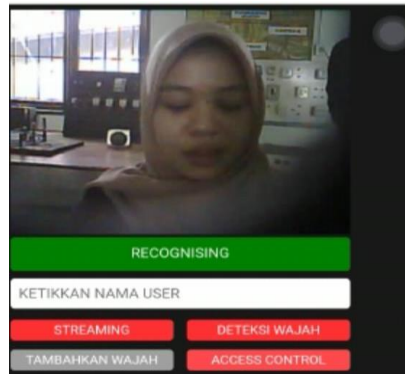 RECOGNISING
KETIKKAN NAMA USER
STREAMING DETEKSI WAJAH
TAMBAHKAN WAJAH ACCESS CONTROL